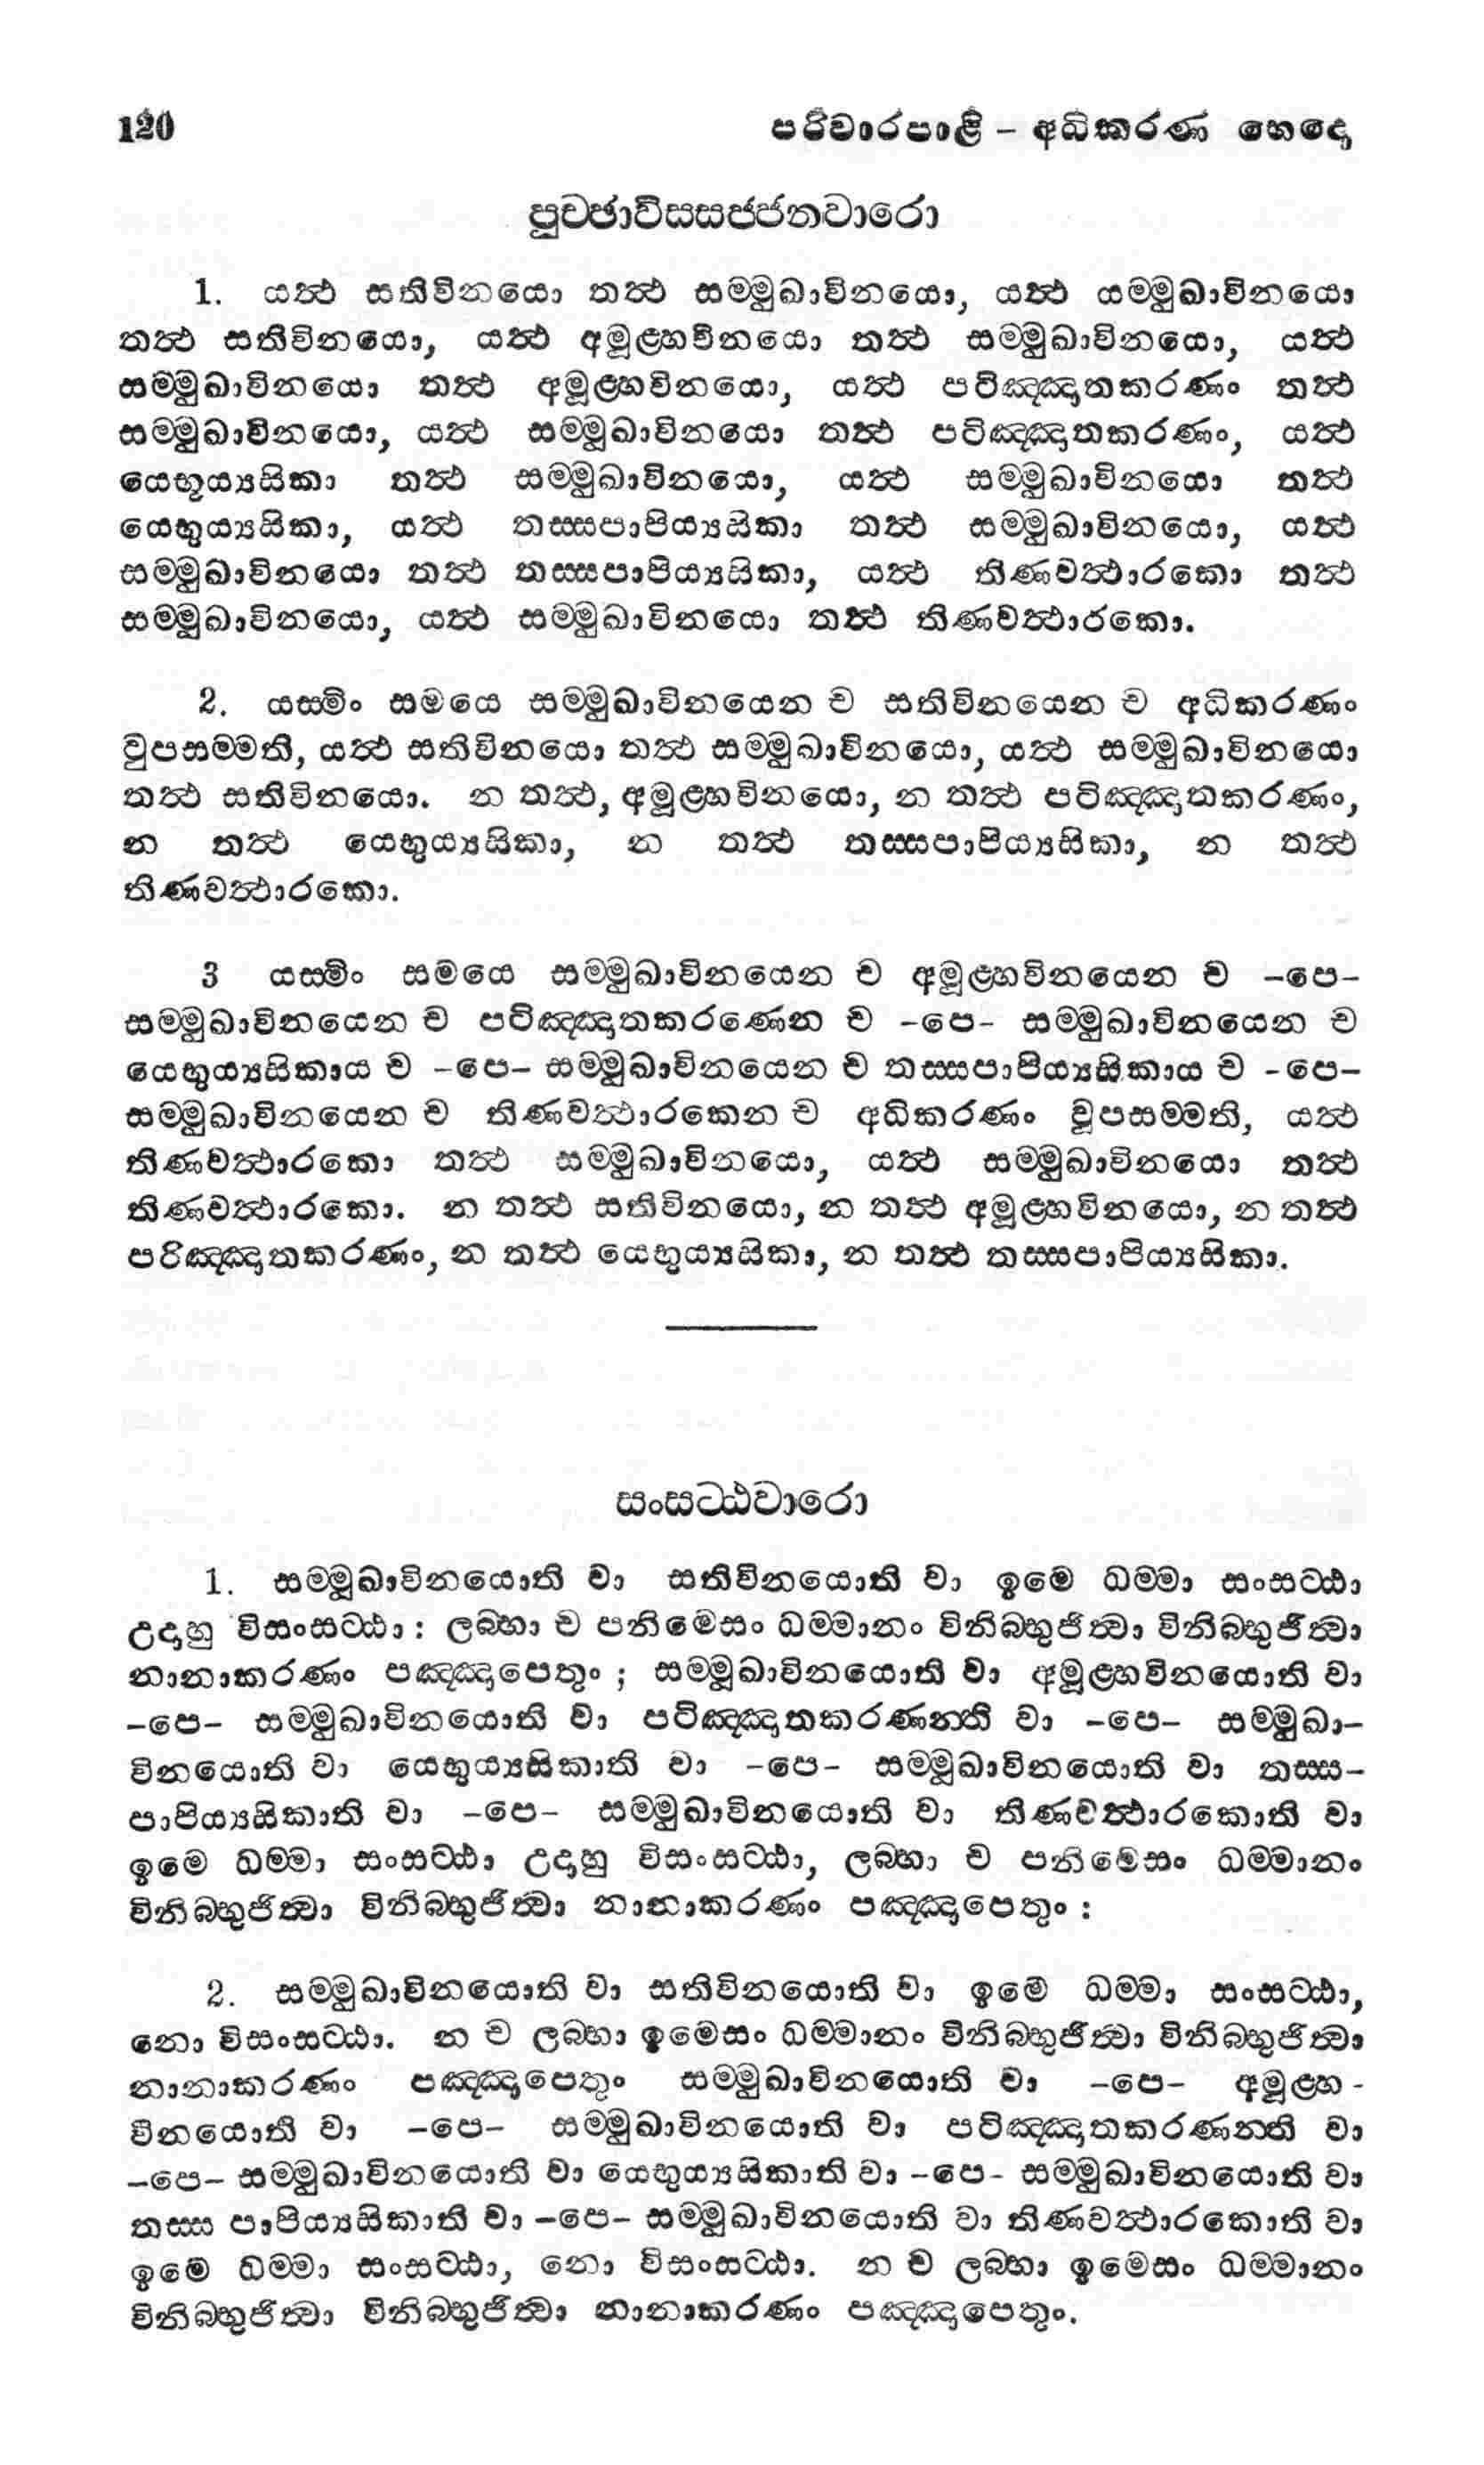 120 පරිවාරපාළි – අධිකරණ භෙදො
පුච්ඡාවිස්සජ්ජනවාරො
1. යත්ථ සතිවිනයො තත්ථ සම්මුඛාවිනයො, යත්ථ යම්මුඛාවිනයො
තත්ථ සතිවිනයො, යත්ථ අමූළ්හවිනයො තත්ථ සම්මුඛාවිනයො, යත්ථ
සම්මුඛාවිනයො තත්ථ අමූළ්හවිනයො, යත්ථ පටිඤ්ඤාතකරණං තත්ථ
සම්මුඛාවිනයො, යත්ථ සම්මූඛාවිනයො තත්ථ පටිඤ්ඤාතකරණං, යත්ථ
යෙභූය්‍යසිකා තත්ථ සම්මුඛාවිනයො, යත්ථ සම්මුඛාවිනයො තත්ථ
යෙභුය්‍යසිකා, යත්ථ තස්සපාපිය්‍යසිකා තත්ථ සම්මුඛාවිනයො, යත්ථ
සම්මුඛාවිනයො තත්ථ තස්සපාපිය්‍යසිකා, යත්ථ තිණවත්ථාරකො තත්ථ
සම්මුඛාවිනයො, යත්ථ සම්මුඛාවිනයො තත්ථ තිණවත්ථාරකො.
2. යස්මිං සමයෙ සම්මුඛාවිනයෙන ච සතිවිනයෙන ච අධිකරණං
වුපසම්මති, යත්ථ සතිවිනයො තත්ථ සම්මුඛාවිනයො, යත්ථ සම්මුඛාවිනයො
තත්ථ සතිවිනයො. න තත්ථ, අමූළ්හවිනයො, න තත්ථ පටිඤ්ඤාතකරණං,
න තත්ථ යෙභුය්‍යසිකා, න තත්ථ තස්සපාපිය්‍යසිකා, න තත්ථ
තිණවත්ථාරකො.
3 යස්මිං සමයෙ සම්මුඛාවිනයෙන ච අමූළ්හවිනයෙන ච –පෙ–
සම්මුඛාවිනයෙන ච පටිඤ්ඤාතකරණෙන ච –පෙ– සම්මුඛාවිනයෙන ච
යෙභුය්‍යසිකාය ච –පෙ– සම්මුඛාවිනයෙන ච තස්සපාපිය්‍යසිකාය ච –පෙ–
සම්මුඛාවිනයෙන ච තිණවත්ථාරකෙන ච අධිකරණං වූපසම්මති, යත්ථ
තිණවත්ථාරකො තත්ථ සම්මුඛාවිනයො, යත්ථ සම්මුඛාවිනයො තත්ථ
තිණවත්ථාරකො. න තත්ථ සතිවිනයො, න තත්ථ අමූළ්හවිනයො, න තත්ථ
පරිඤ්ඤාතකරණං, න තත්ථ යෙභුය්‍යසිකා, න තත්ථ තස්සපාපිය්‍යසිකා.
සංසට්ඨවාරො
1. සම්මුඛාවිනයොති වා සතිවිනයොති වා ඉමෙ ධම්මා සංසට්ඨා
උදාහු විසංසට්ඨා : ලබ්භා ච පනිමෙසං ධම්මානං විනිබ්භුජිත්වා විනිබ්භුජිත්වා
නානාකරණං පඤ්ඤාපෙතුං ; සම්මූඛාවිනයොති වා අමූළ්හවිනයොති වා
–පෙ– සම්මුඛාවිනයොති වා පටිඤ්ඤාතකරණන්ති වා –පෙ– සම්මුඛා–
විනයොති වා යෙභුය්‍යසිකාති වා –පෙ– සම්මූඛාවිනයොති වා තස්ස–
පාපිය්‍යසිකාති වා –පෙ– සම්මුඛාවිනයොති වා තිණවත්ථාරකොති වා
ඉමෙ ධම්මා සංසට්ඨා උදාහු විසංසට්ඨා, ලබ්භා ච පනිමෙසං ධම්මානං
විනිබ්භුජිත්වා විනිබ්භුජිත්වා නානාකරණං පඤ්ඤාපෙතුං :
2. සම්මුඛාවිනයොති වා සතිවිනයොති වා ඉමෙ ධම්මා සංසට්ඨා,
නො විසංසට්ඨා. න ච ලබ්භා ඉමෙසං ධම්මානං විනිබ්භුජිත්වා විනිබ්භුජිත්වා
නානාකරණං පඤ්ඤාපෙතුං සම්මුඛාවිනයොති වා –පෙ– අමූළ්හ -
විනයොති වා –පෙ– සම්මුඛාවිනයොති වා පටිඤ්ඤාතකරණන්ති වා
–පෙ– සම්මුඛාවිනයොති වා යෙභුය්‍යසිකාති වා –පෙ– සම්මුඛාවිනයොති වා
තස්ස පාපිය්‍යසිකාති වා –පෙ– සම්මුඛාවිනයොති වා තිණවත්ථාරකොති වා
ඉමෙ ධම්මා සංසට්ඨා, නො විසංසට්ඨා. න ච ලබ්භා ඉමෙසං ධම්මානං
විනිබ්භුජිත්වා විනිබ්භුජිත්වා නානාකරණං පඤ්ඤාපෙතුං.